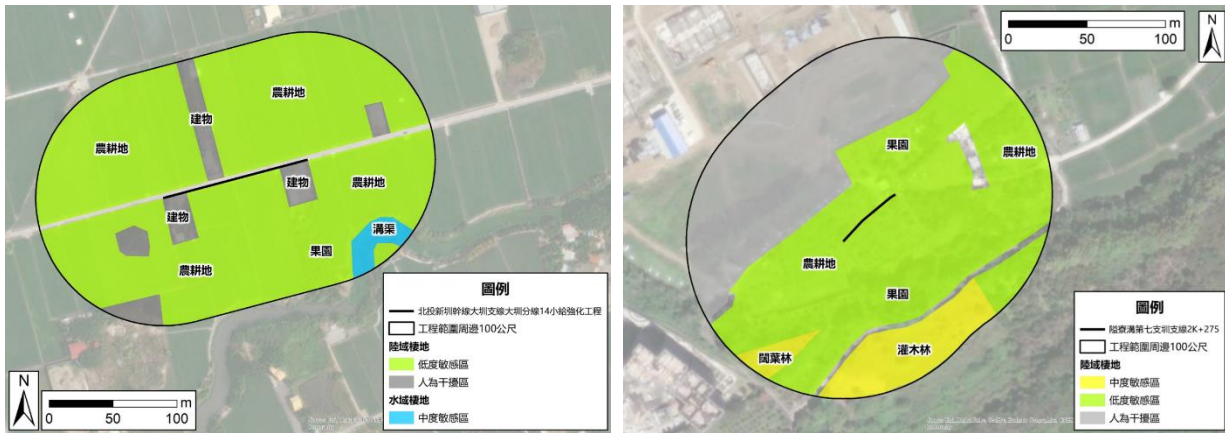 農耕地
建物
農耕地
建物
農耕地
建物
溝渠
果園
農耕地
圖例
北投新圳幹線大圳支線大圳分線14小給強化工程
工程範圍周邊100公尺
陸域棲地
低度敏感區
人為干擾區
水域棲地
中度敏感區
N
m
0 50 100
m
0 50 100
N
果園
農耕地
農耕地
果園
闊葉林
灌木林
圖例
隘寮溝第七支圳支線2K+275
工程範圍周邊100公尺
陸域棲地
中度敏感區
低度敏感區
人為干擾區